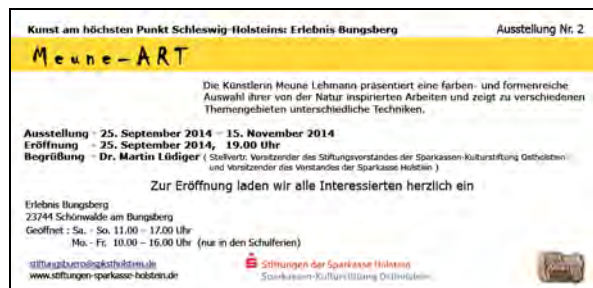 Kunst am höchsten Punkt Schleswig-Holsteins: Erlebnis Bungsberg
Ausstellung Nr. 2
Meune-ART
Die Künstlerin Meune Lehmann präsentiert eine farben- und formenreiche
Auswahl ihrer von der Natur inspirierten Arbeiten und zeigt zu verschiedenen
Themengebieten unterschiedliche Techniken.
Ausstellung - 25. September 2014 - 15. November 2014
Eröffnung - 25. September 2014, 19.00 Uhr
Begrüßung - Dr. Martin Lüdiger ( Stellvertr. Vorsitzender des Stiftungsvorstandes der Sparkassen-Kulturstiftung Ostholstein
und Vorsitzender des Vorstandes der Sparkasse Holstein )
Zur Eröffnung laden wir alle Interessierten herzlich ein
Erlebnis Bungsberg
23744 Schönwalde am Bungsberg
Geöffnet : Sa. - So. 11.00 - 17.00 Uhr
Mo. - Fr. 10.00 - 16.00 Uhr (nur in den Schulferien)
www.stiftungen-sparkasse-holstein.de
Stiftungen der Sparkasse Holstein
Sparkassen-Kulturstiftung Ostholstein